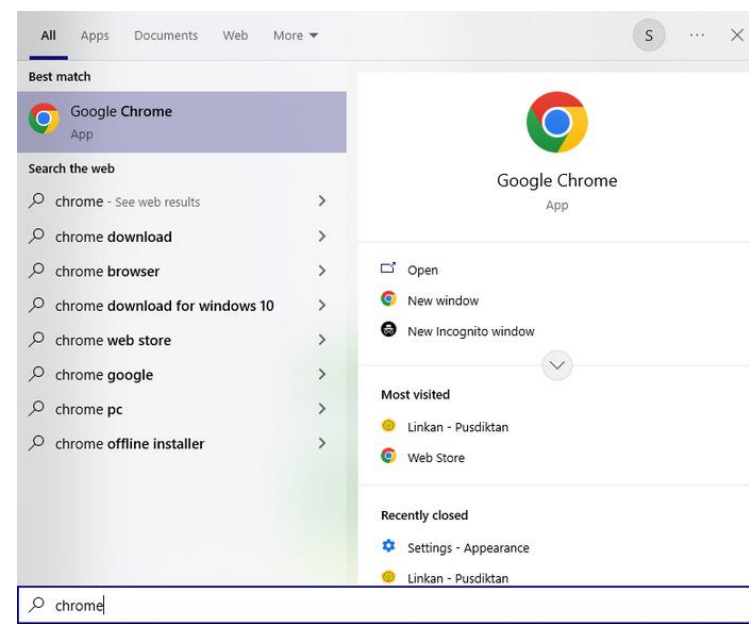 All Apps Documents Web More
S
Best match
Google Chrome
App
Search the web
chrome - See web results
chrome download
chrome browser
chrome download for windows 10
chrome web store
chrome google
chrome pc
chrome offline installer
Google Chrome
App
Open
New window
New Incognito window
Most visited
Linkan - Pusdiktan
Web Store
Recently closed
Settings - Appearance
Linkan - Pusdiktan
chrome